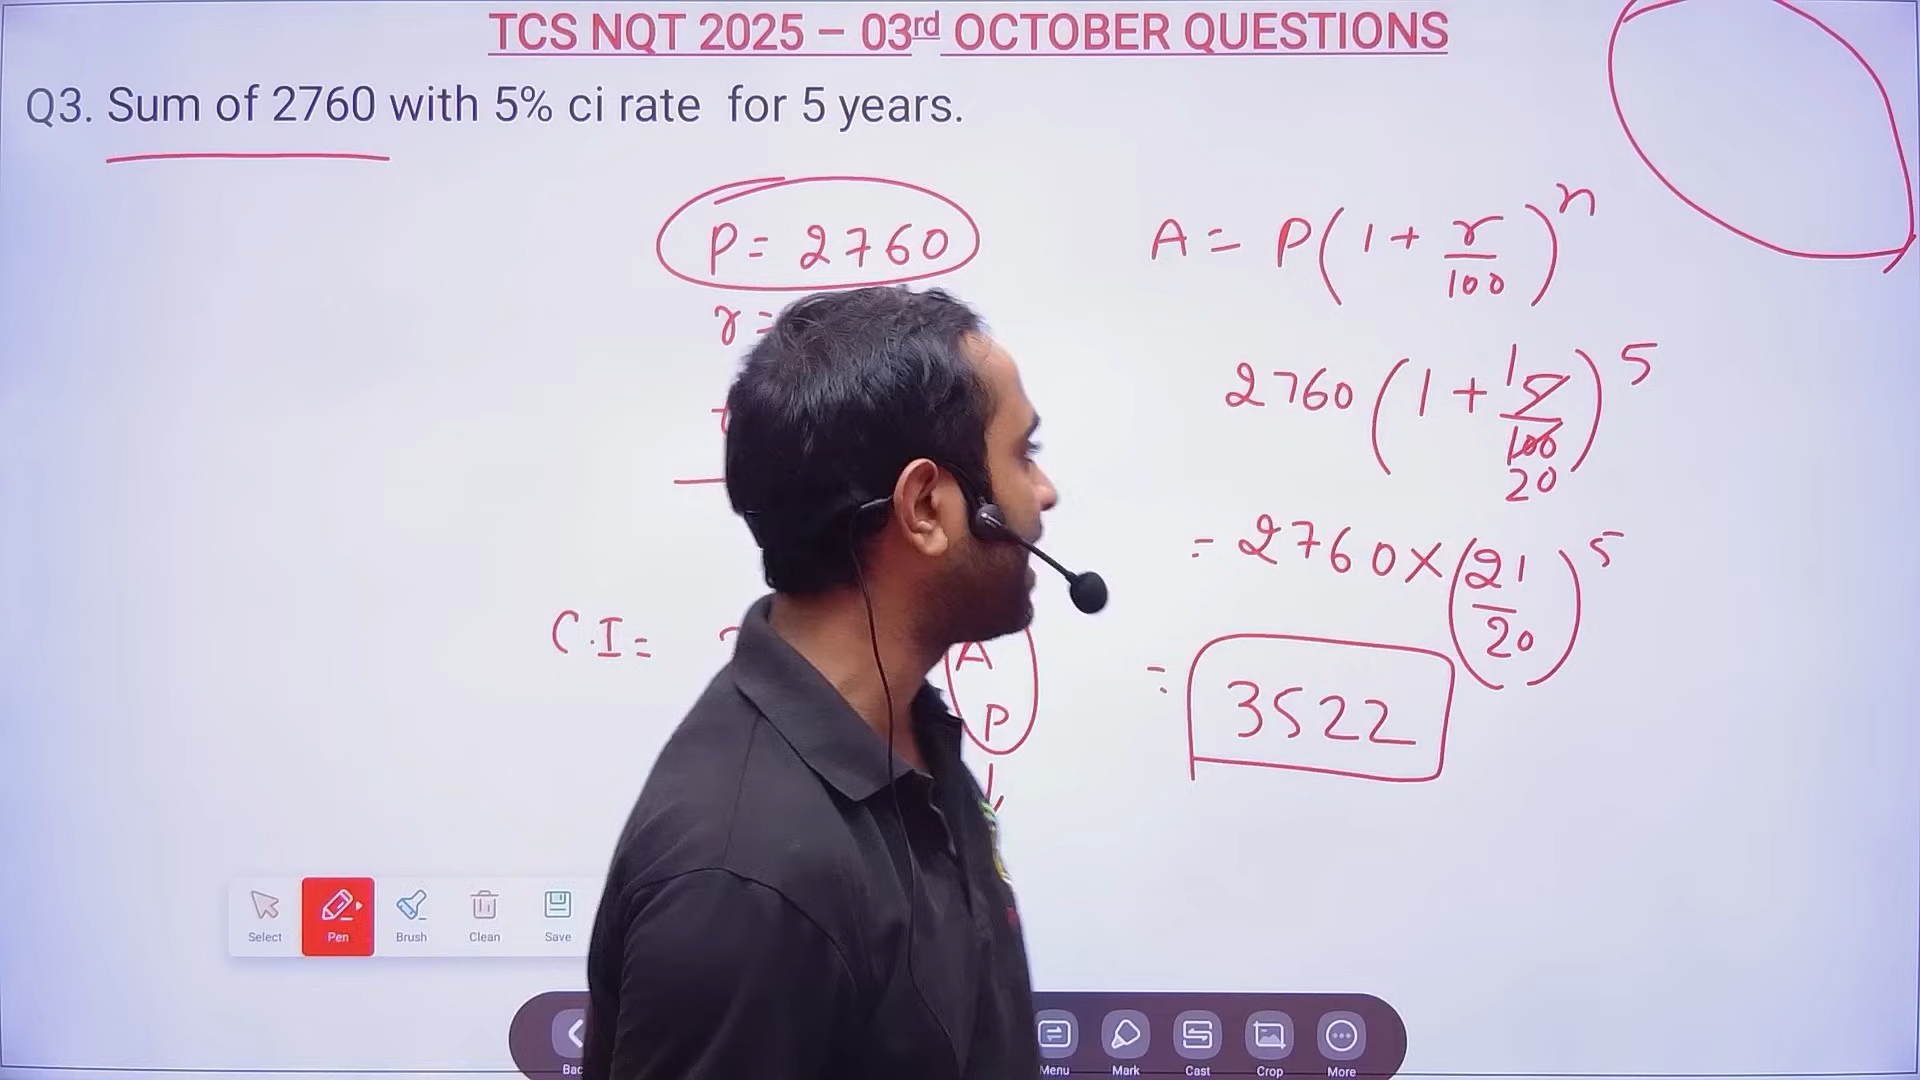 TCS NQT 2025 – 03rd OCTOBER QUESTIONS
Q3. Sum of 2760 with 5% ci rate for 5 years.
P = 2760
r =
A = P(1 + r/100)^n
2760(1 + 1 5/100 20)^5
= 2760 × (21/20)^5
C.I =
A
P
= 3522
Select Pen Brush Clean Save
Menu Mark Cast Crop More